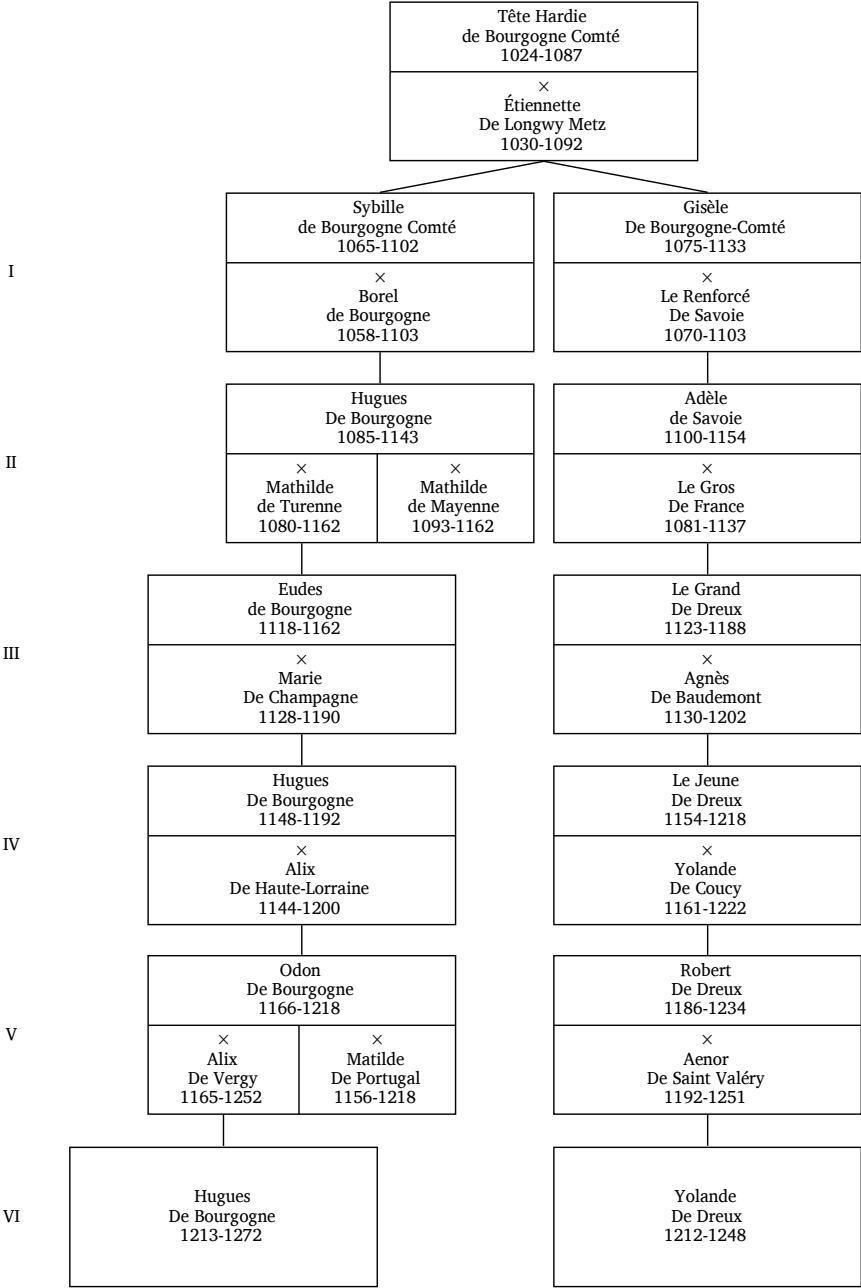 Tête Hardie
de Bourgogne Comté
1024-1087
×
Étiennette
De Longwy Metz
1030-1092
I
Sybille
de Bourgogne Comté
1065-1102
×
Borel
de Bourgogne
1058-1103
Gisèle
De Bourgogne-Comté
1075-1133
×
Le Renforcé
De Savoie
1070-1103
II
Hugues
De Bourgogne
1085-1143
×
Mathilde
de Turenne
1080-1162
×
Mathilde
de Mayenne
1093-1162
Adèle
de Savoie
1100-1154
×
Le Gros
De France
1081-1137
III
Eudes
de Bourgogne
1118-1162
×
Marie
De Champagne
1128-1190
Le Grand
De Dreux
1123-1188
×
Agnès
De Baudemont
1130-1202
IV
Hugues
De Bourgogne
1148-1192
×
Alix
De Haute-Lorraine
1144-1200
Le Jeune
De Dreux
1154-1218
×
Yolande
De Coucy
1161-1222
V
Odon
De Bourgogne
1166-1218
×
Alix
De Vergy
1165-1252
×
Matilde
De Portugal
1156-1218
Robert
De Dreux
1186-1234
×
Aenor
De Saint Valéry
1192-1251
VI
Hugues
De Bourgogne
1213-1272
Yolande
De Dreux
1212-1248